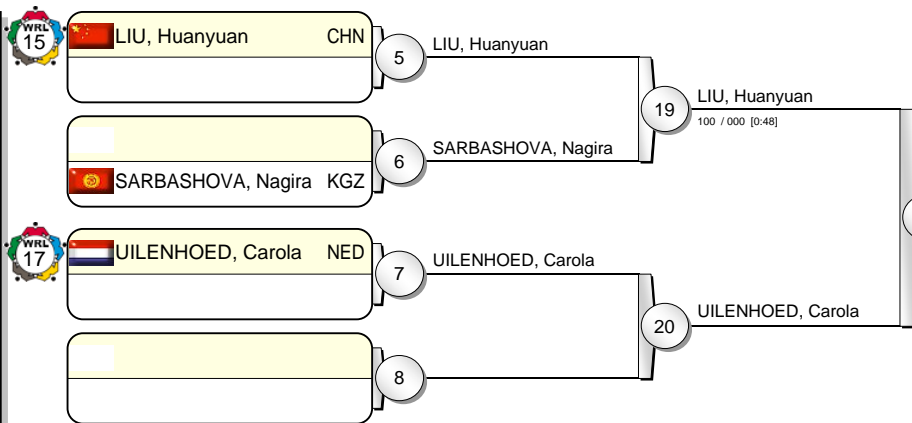 WRL
15
LIU, Huanyuan CHN
5
LIU, Huanyuan
19
LIU, Huanyuan
100 / 000 [0:48]
6
SARBASHOVA, Nagira
SARBASHOVA, Nagira KGZ
WRL
17
UILENHOED, Carola NED
7
UILENHOED, Carola
20
UILENHOED, Carola
8